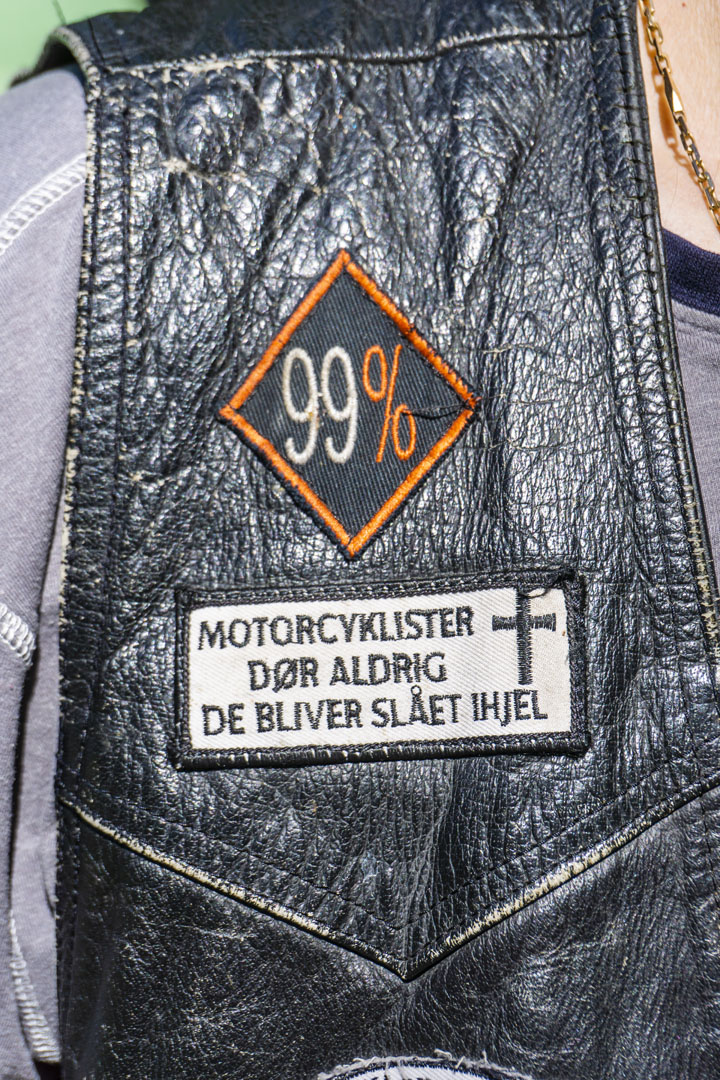 99%
MOTORCYKLISTER
DØR ALDRIG
DE BLIVER SLÅET IHJEL